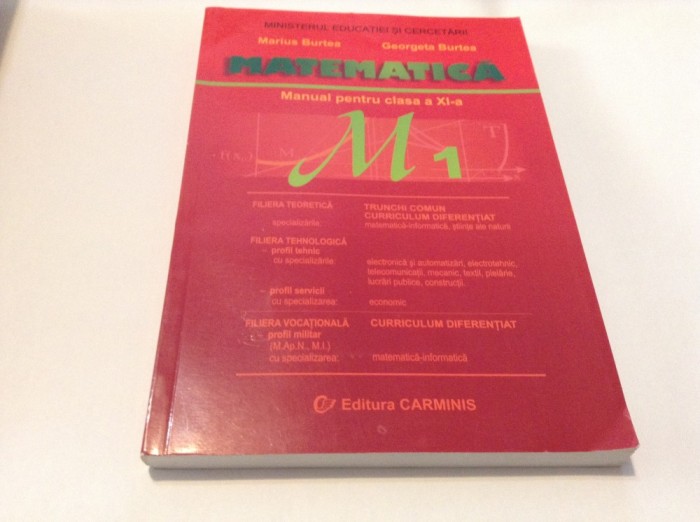 MINISTERUL EDUCAȚIEI ȘI CERCETĂRII
Marius Burtea Georgeta Burtea
MATEMATICĂ
Manual pentru clasa a XI-a
M1
f(x) M T
FILIERA TEORETICĂ TRUNCHI COMUN
CURRICULUM DIFERENȚIAT
specializările: matematică-informatică, științe ale naturii
FILIERA TEHNOLOGICĂ
– profil tehnic
cu specializările: electronică și automatizări, electrotehnic,
telecomunicații, mecanic, textil, pielărie,
lucrări publice, construcții.
– profil servicii
cu specializarea: economic
FILIERA VOCAȚIONALĂ CURRICULUM DIFERENȚIAT
– profil militar
(M.Ap.N., M.I.)
cu specializarea: matematică-informatică
Editura CARMINIS